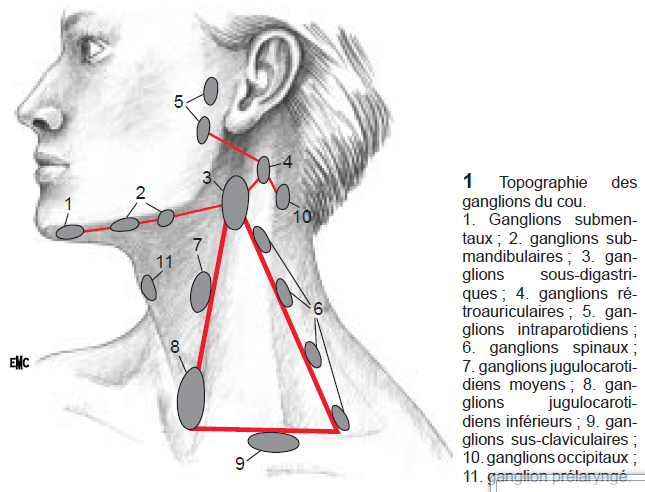 5
4
3
2
1
10
7
11
6
8
9
EMC
1 Topographie des
ganglions du cou.
1. Ganglions submen-
taux ; 2. ganglions sub-
mandibulaires ; 3. gan-
glions sous-digastri-
ques ; 4. ganglions ré-
troauriculaires ; 5. gan-
glions intraparotidiens ;
6. ganglions spinaux ;
7. ganglions jugulocaroti-
diens moyens ; 8. gan-
glions jugulocaroti-
diens inférieurs ; 9. gan-
glions sus-claviculaires ;
10. ganglions occipitaux ;
11. ganglion prélaryngé.